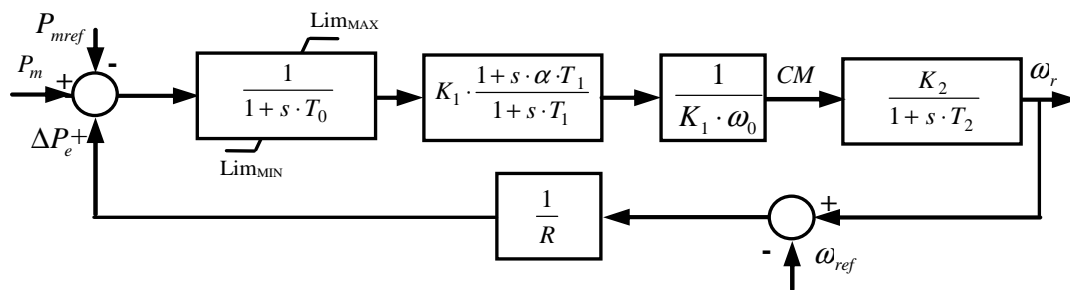 P_mref
-
Lim_MAX
P_m
+
1 / (1 + s · T_0)
K_1 · (1 + s · α · T_1) / (1 + s · T_1)
1 / (K_1 · ω_0)
CM
K_2 / (1 + s · T_2)
ω_r
ΔP_e
+
Lim_MIN
1 / R
+
-
ω_ref